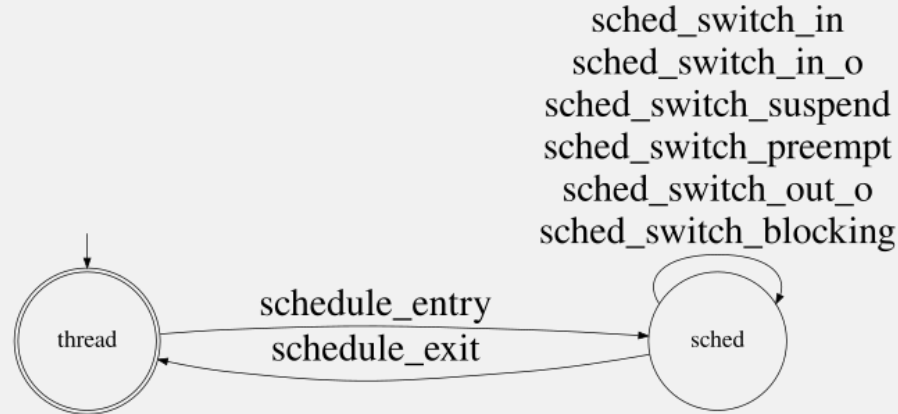 sched_switch_in
sched_switch_in_o
sched_switch_suspend
sched_switch_preempt
sched_switch_out_o
sched_switch_blocking
schedule_entry
thread
schedule_exit
sched